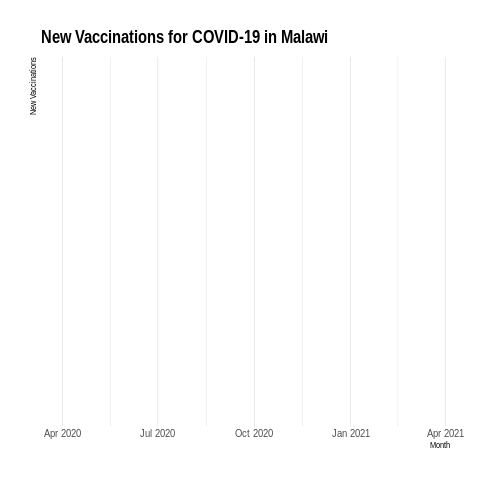 New Vaccinations for COVID-19 in Malawi
New Vaccinations
Apr 2020 Jul 2020 Oct 2020 Jan 2021 Apr 2021
Month